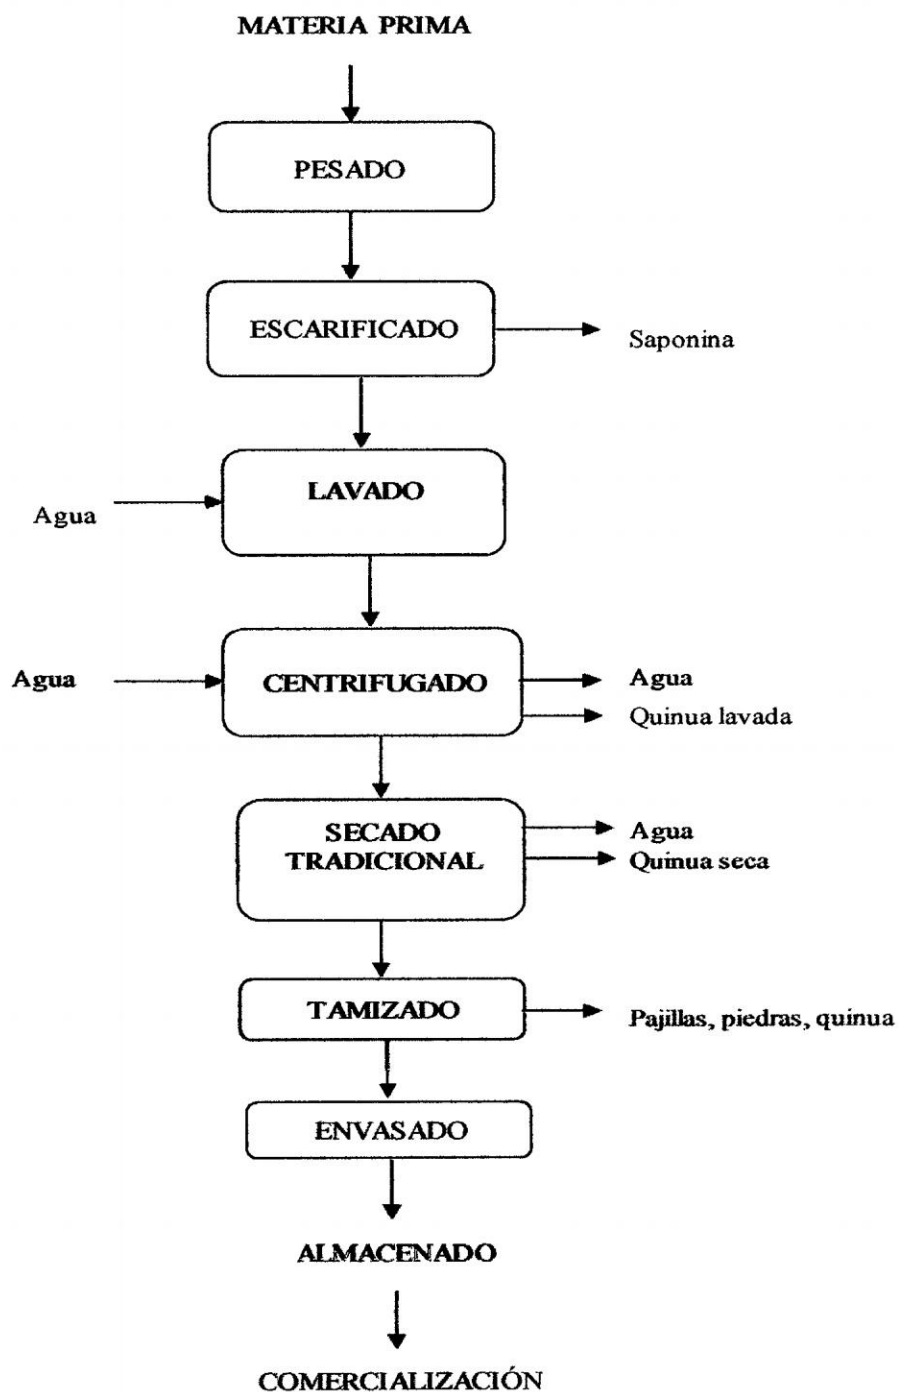 MATERIA PRIMA
PESADO
ESCARIFICADO
Saponina
LAVADO
Agua
Agua
CENTRIFUGADO
Agua
Quinua lavada
SECADO
TRADICIONAL
Agua
Quinua seca
TAMIZADO
Pajillas, piedras, quinua
ENVASADO
ALMACENADO
COMERCIALIZACIÓN